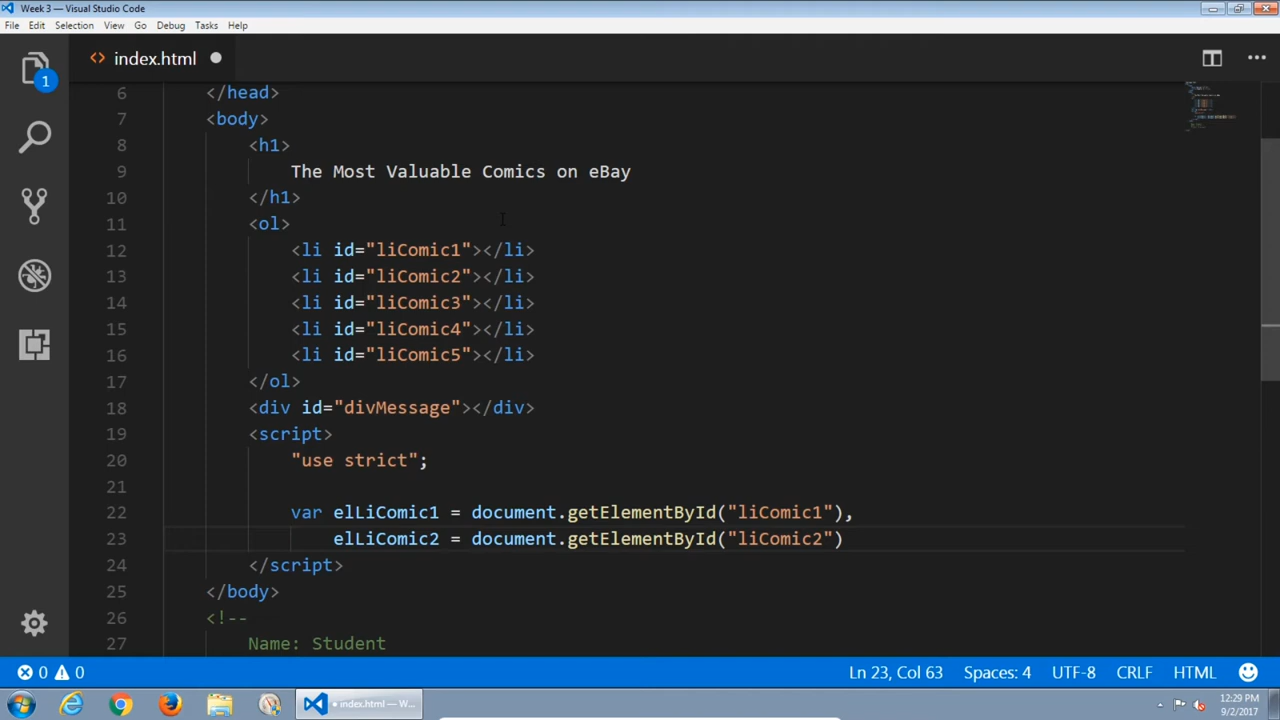 Week 3 — Visual Studio Code
File Edit Selection View Go Debug Tasks Help
<> index.html
1
6 </head>
7 <body>
8 <h1>
9 The Most Valuable Comics on eBay
10 </h1>
11 <ol>
12 <li id="liComic1"></li>
13 <li id="liComic2"></li>
14 <li id="liComic3"></li>
15 <li id="liComic4"></li>
16 <li id="liComic5"></li>
17 </ol>
18 <div id="divMessage"></div>
19 <script>
20 "use strict";
21
22 var elLiComic1 = document.getElementById("liComic1"),
23 elLiComic2 = document.getElementById("liComic2")
24 </script>
25 </body>
26 <!--
27 Name: Student
0 0 Ln 23, Col 63 Spaces: 4 UTF-8 CRLF HTML
12:29 PM
• index.html — W...
9/2/2017